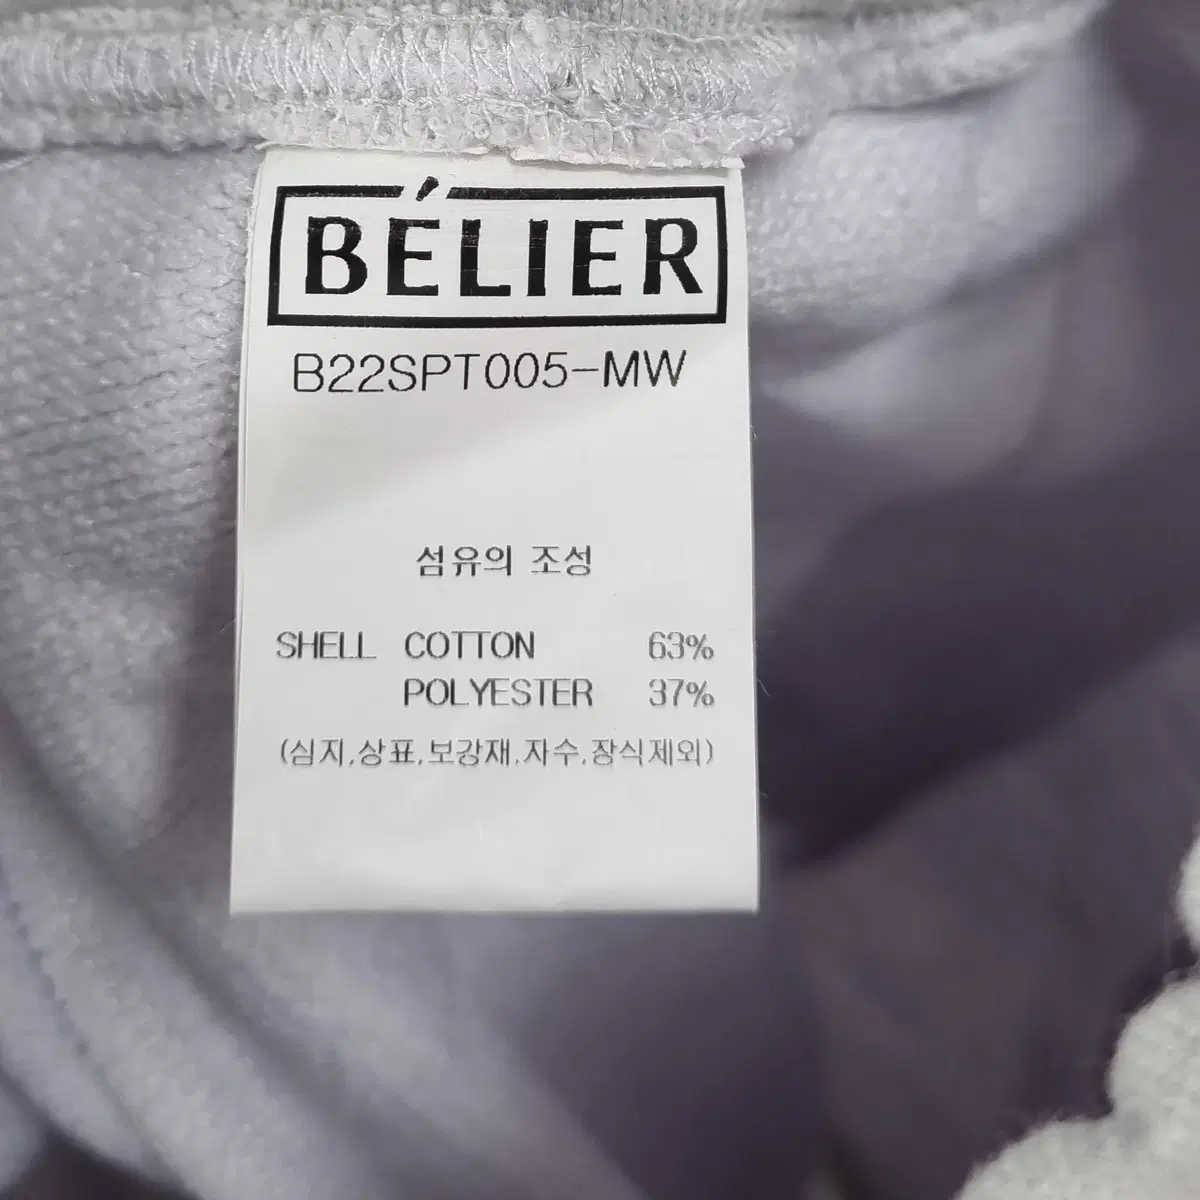 BÉLIER
B22SPT005-MW
섬유의 조성
SHELL COTTON 63%
POLYESTER 37%
(심지,상표,보강재,자수,장식제외)